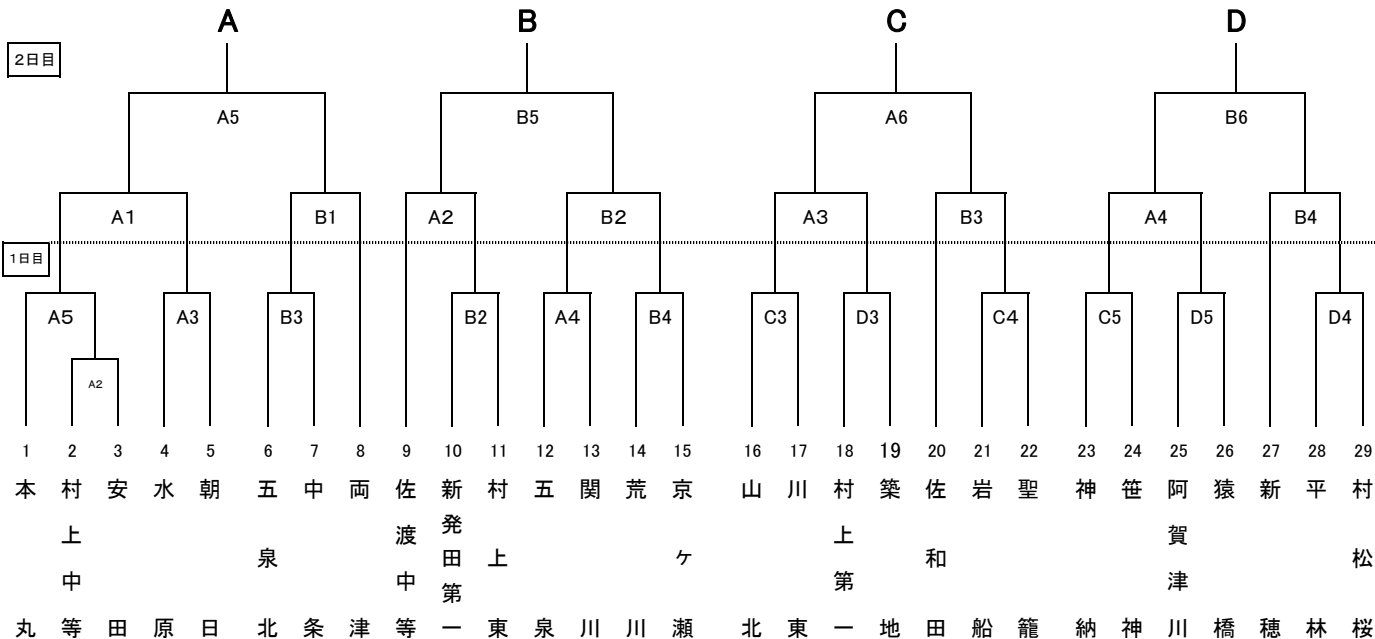 A B C D
2日目
A5 B5 A6 B6
A1 B1 A2 B2 A3 B3 A4 B4
1日目
A5 A3 B3 B2 A4 B4 C3 D3 C4 C5 D5 D4
A2
1 2 3 4 5 6 7 8 9 10 11 12 13 14 15 16 17 18 19 20 21 22 23 24 25 26 27 28 29
本丸
村上中等
安田
水原
朝日
五泉北
中条
両津
佐渡中等
新発田第一
村上東
五泉
関川
荒川
京ヶ瀬
山北
川東
村上第一
築地
佐和田
岩船
聖籠
神納
笹神
阿賀津川
猿橋
新穂
平林
村松桜